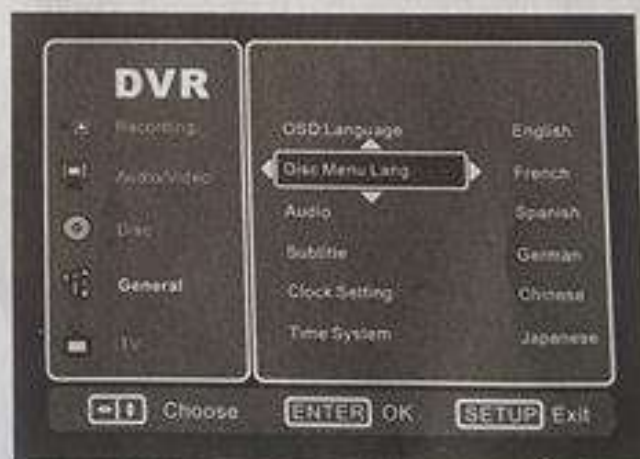 DVR
Recording
Audio/Video
Disc
General
TV
OSD Language
Disc Menu Lang
Audio
Subtitle
Clock Setting
Time System
English
French
Spanish
German
Chinese
Japanese
Choose
ENTER OK
SETUP Exit